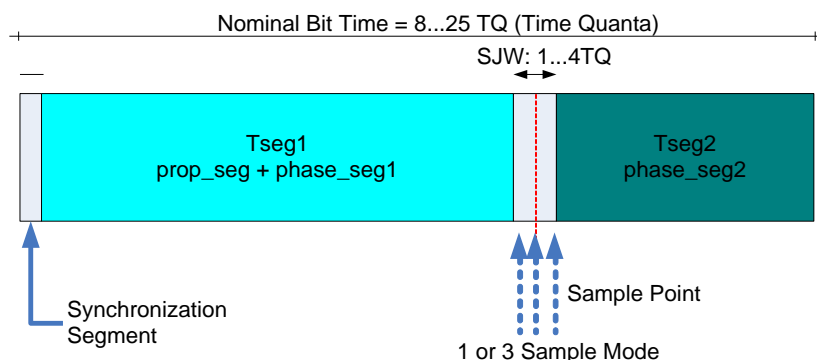 Nominal Bit Time = 8...25 TQ (Time Quanta)
SJW: 1...4TQ
Tseg1
prop_seg + phase_seg1
Tseg2
phase_seg2
Sample Point
Synchronization
Segment
1 or 3 Sample Mode